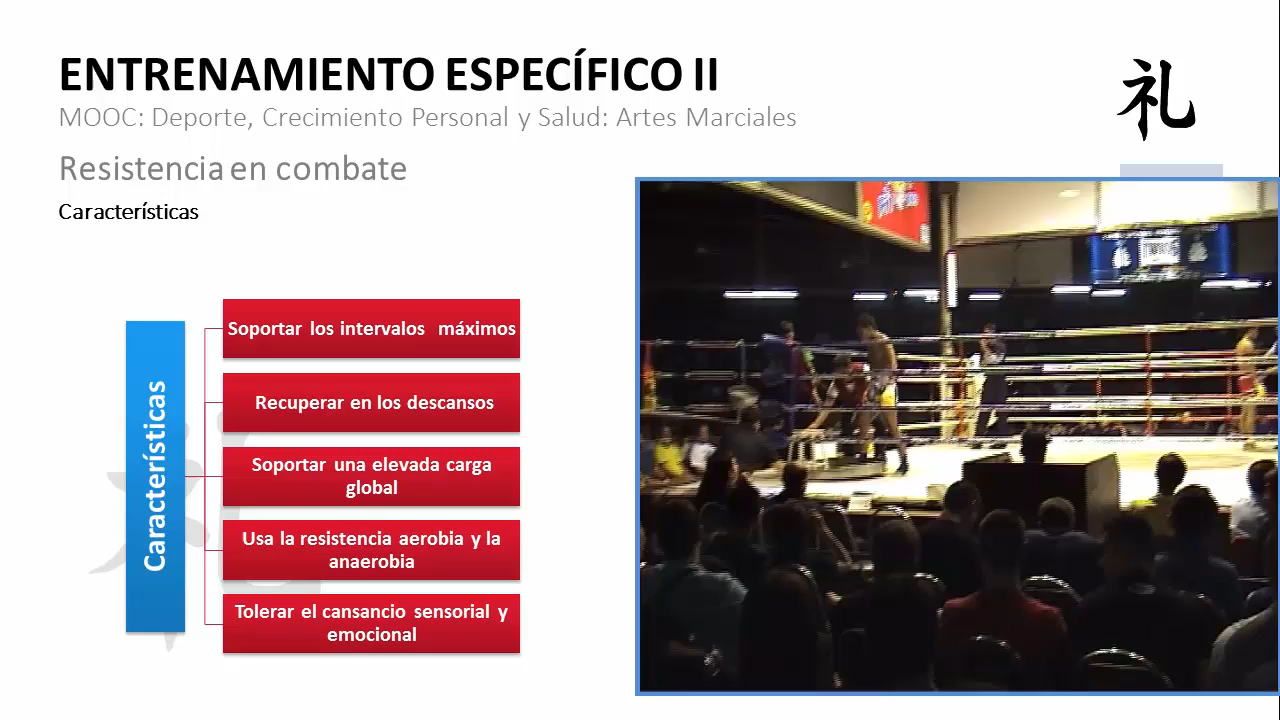 ENTRENAMIENTO ESPECÍFICO II
MOOC: Deporte, Crecimiento Personal y Salud: Artes Marciales
礼
Resistencia en combate
Características
Características
Soportar los intervalos máximos
Recuperar en los descansos
Soportar una elevada carga
global
Usa la resistencia aerobia y la
anaerobia
Tolerar el cansancio sensorial y
emocional